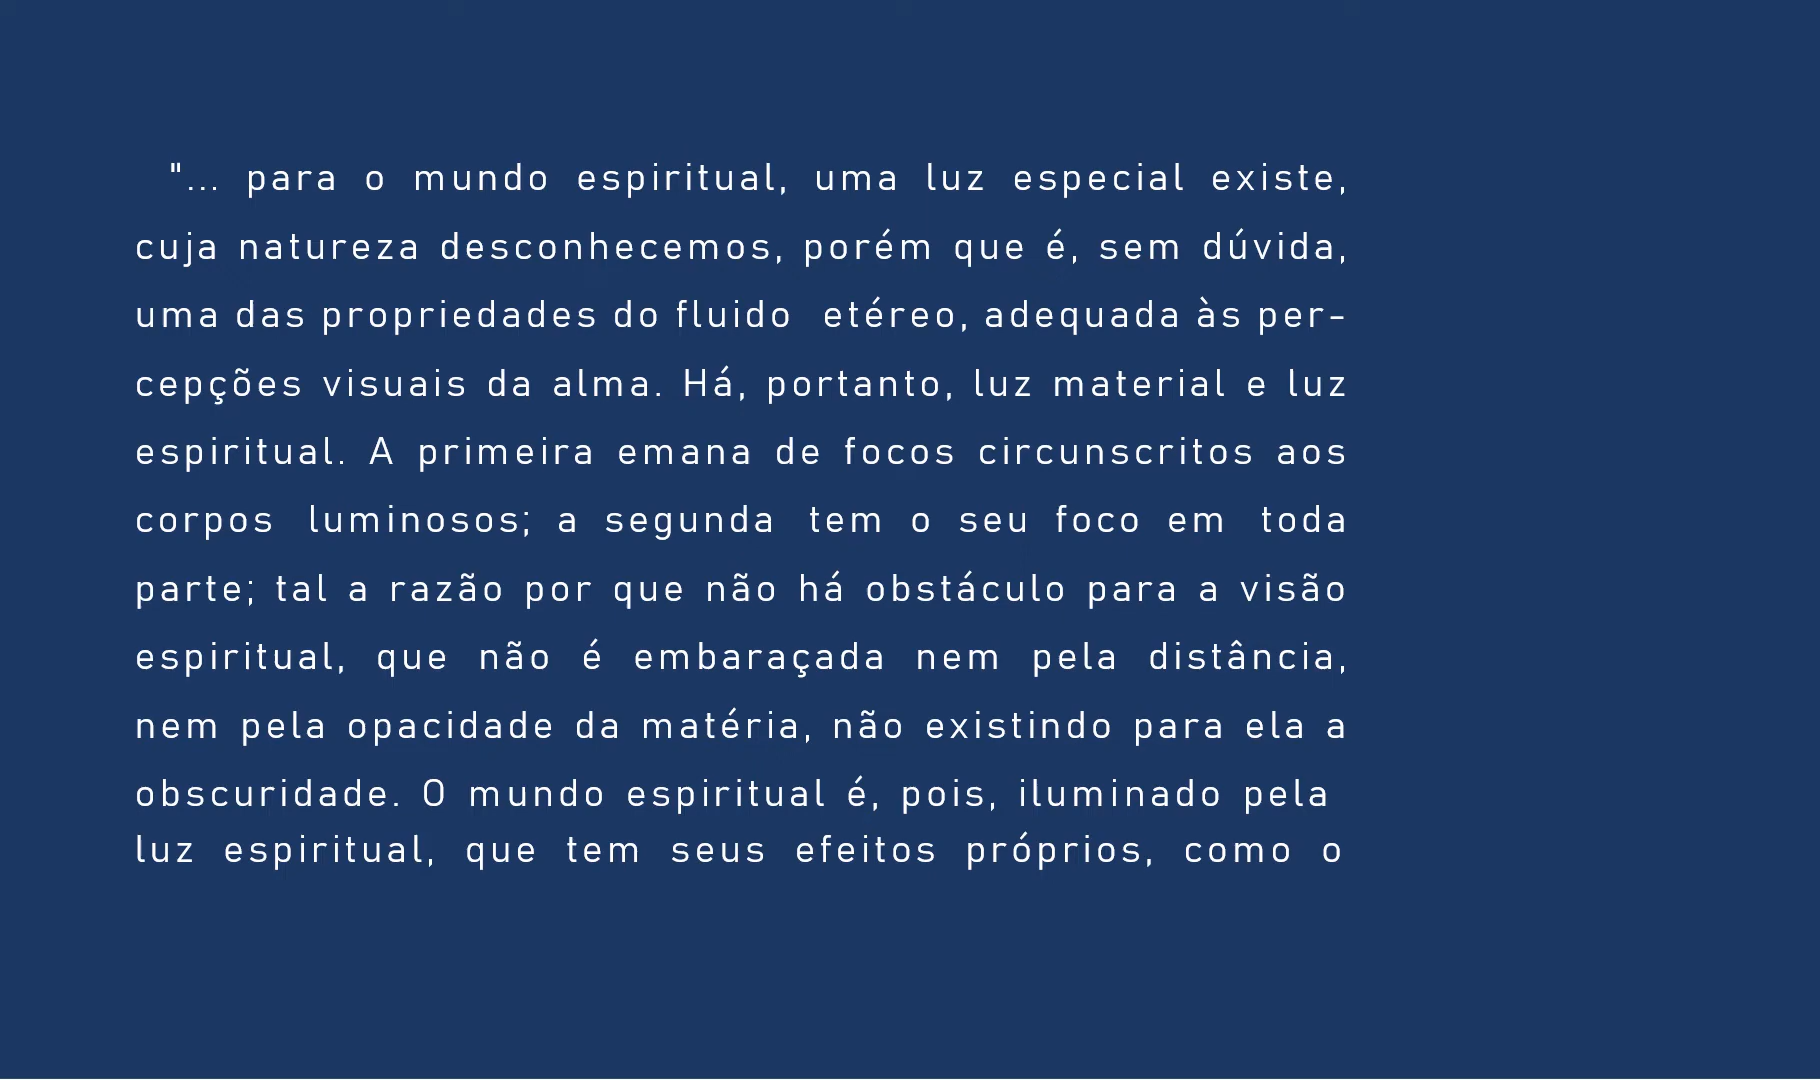 "... para o mundo espiritual, uma luz especial existe,
cuja natureza desconhecemos, porém que é, sem dúvida,
uma das propriedades do fluido etéreo, adequada às per-
cepções visuais da alma. Há, portanto, luz material e luz
espiritual. A primeira emana de focos circunscritos aos
corpos luminosos; a segunda tem o seu foco em toda
parte; tal a razão por que não há obstáculo para a visão
espiritual, que não é embaraçada nem pela distância,
nem pela opacidade da matéria, não existindo para ela a
obscuridade. O mundo espiritual é, pois, iluminado pela
luz espiritual, que tem seus efeitos próprios, como o